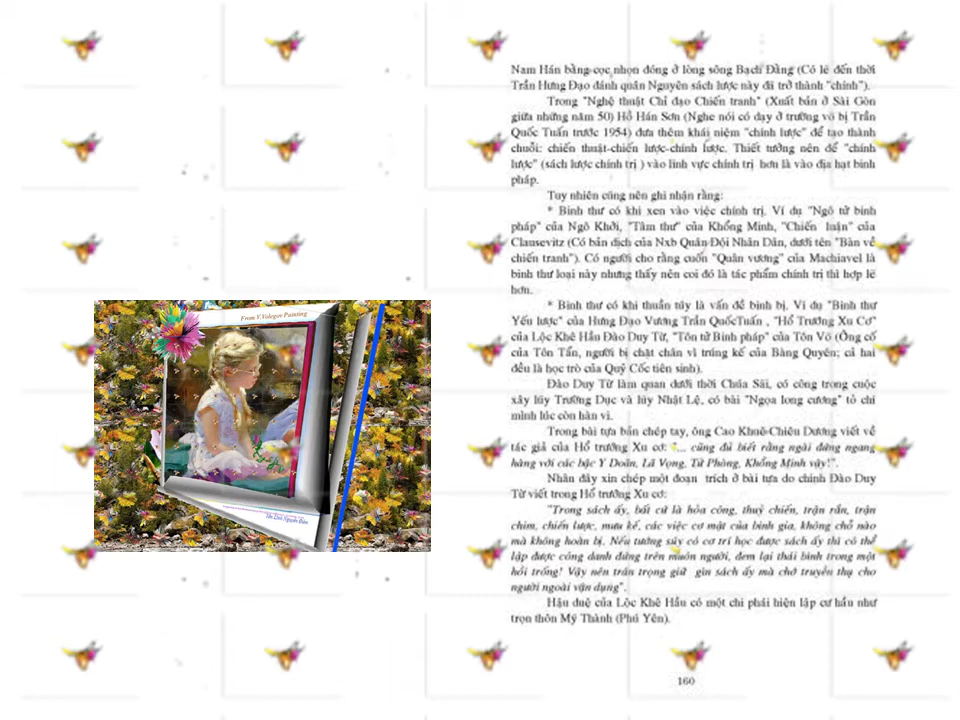 From V.Volegov Painting
Nam Hán bằng cọc nhọn đóng ở lòng sông Bạch Đằng (Có lẽ đến thời
Trần Hưng Đạo đánh quân Nguyên sách lược này đã trở thành "chính").
Trong "Nghệ thuật Chỉ đạo Chiến tranh" (Xuất bản ở Sài Gòn
giữa những năm 50) Hồ Hán Sơn (Nghe nói có dạy ở trường võ bị Trần
Quốc Tuấn trước 1954) đưa thêm khái niệm "chính lược" để tạo thành
chuỗi: chiến thuật-chiến lược-chính lược. Thiết tưởng nên để "chính
lược" (sách lược chính trị ) vào lĩnh vực chính trị hơn là vào địa hạt binh
pháp.
Tuy nhiên cũng nên ghi nhận rằng:
* Binh thư có khi xen vào việc chính trị. Ví dụ "Ngô tử binh
pháp" của Ngô Khởi, "Tâm thư" của Khổng Minh, "Chiến luận" của
Clausevitz (Có bản dịch của Nxb Quân Đội Nhân Dân, dưới tên "Bàn về
chiến tranh"). Có người cho rằng cuốn "Quân vương" của Machiavel là
binh thư loại này nhưng thấy nên coi đó là tác phẩm chính trị thì hợp lẽ
hơn.
* Binh thư có khi thuần túy là vấn đề binh bị. Ví dụ "Binh thư
Yếu lược" của Hưng Đạo Vương Trần QuốcTuấn , "Hổ Trướng Xu Cơ"
của Lộc Khê Hầu Đào Duy Từ, "Tôn tử Binh pháp" của Tôn Võ (Ông cố
của Tôn Tẩn, người bị chặt chân vì trúng kế của Bàng Quyên; cả hai
đều là học trò của Quỷ Cốc tiên sinh).
Đào Duy Từ làm quan dưới thời Chúa Sãi, có công trong cuộc
xây lũy Trường Dục và lũy Nhật Lệ, có bài "Ngọa long cương" tỏ chí
mình lúc còn hàn vi.
Trong bài tựa bản chép tay, ông Cao Khuê-Chiêu Dương viết về
tác giả của Hổ trướng Xu cơ: "... cũng đủ biết rằng ngài đứng ngang
hàng với các bậc Y Doãn, Lã Vọng, Tử Phòng, Khổng Minh vậy!".
Nhân đây xin chép một đoạn trích ở bài tựa do chính Đào Duy
Từ viết trong Hổ trướng Xu cơ:
"Trong sách ấy, bất cứ là hỏa công, thuỷ chiến, trận rắn, trận
chim, chiến lược, mưu kế, các việc cơ mật của binh gia, không chỗ nào
mà không hoàn bị. Nếu tướng súy có cơ trí học được sách ấy thì có thể
lập được công danh đứng trên muôn người, đem lại thái bình trong một
hồi trống! Vậy nên trân trọng giữ gìn sách ấy mà chớ truyền thụ cho
người ngoài vận dụng".
Hậu duệ của Lộc Khê Hầu có một chi phái hiện lập cư hầu như
trọn thôn Mỹ Thành (Phú Yên).
160